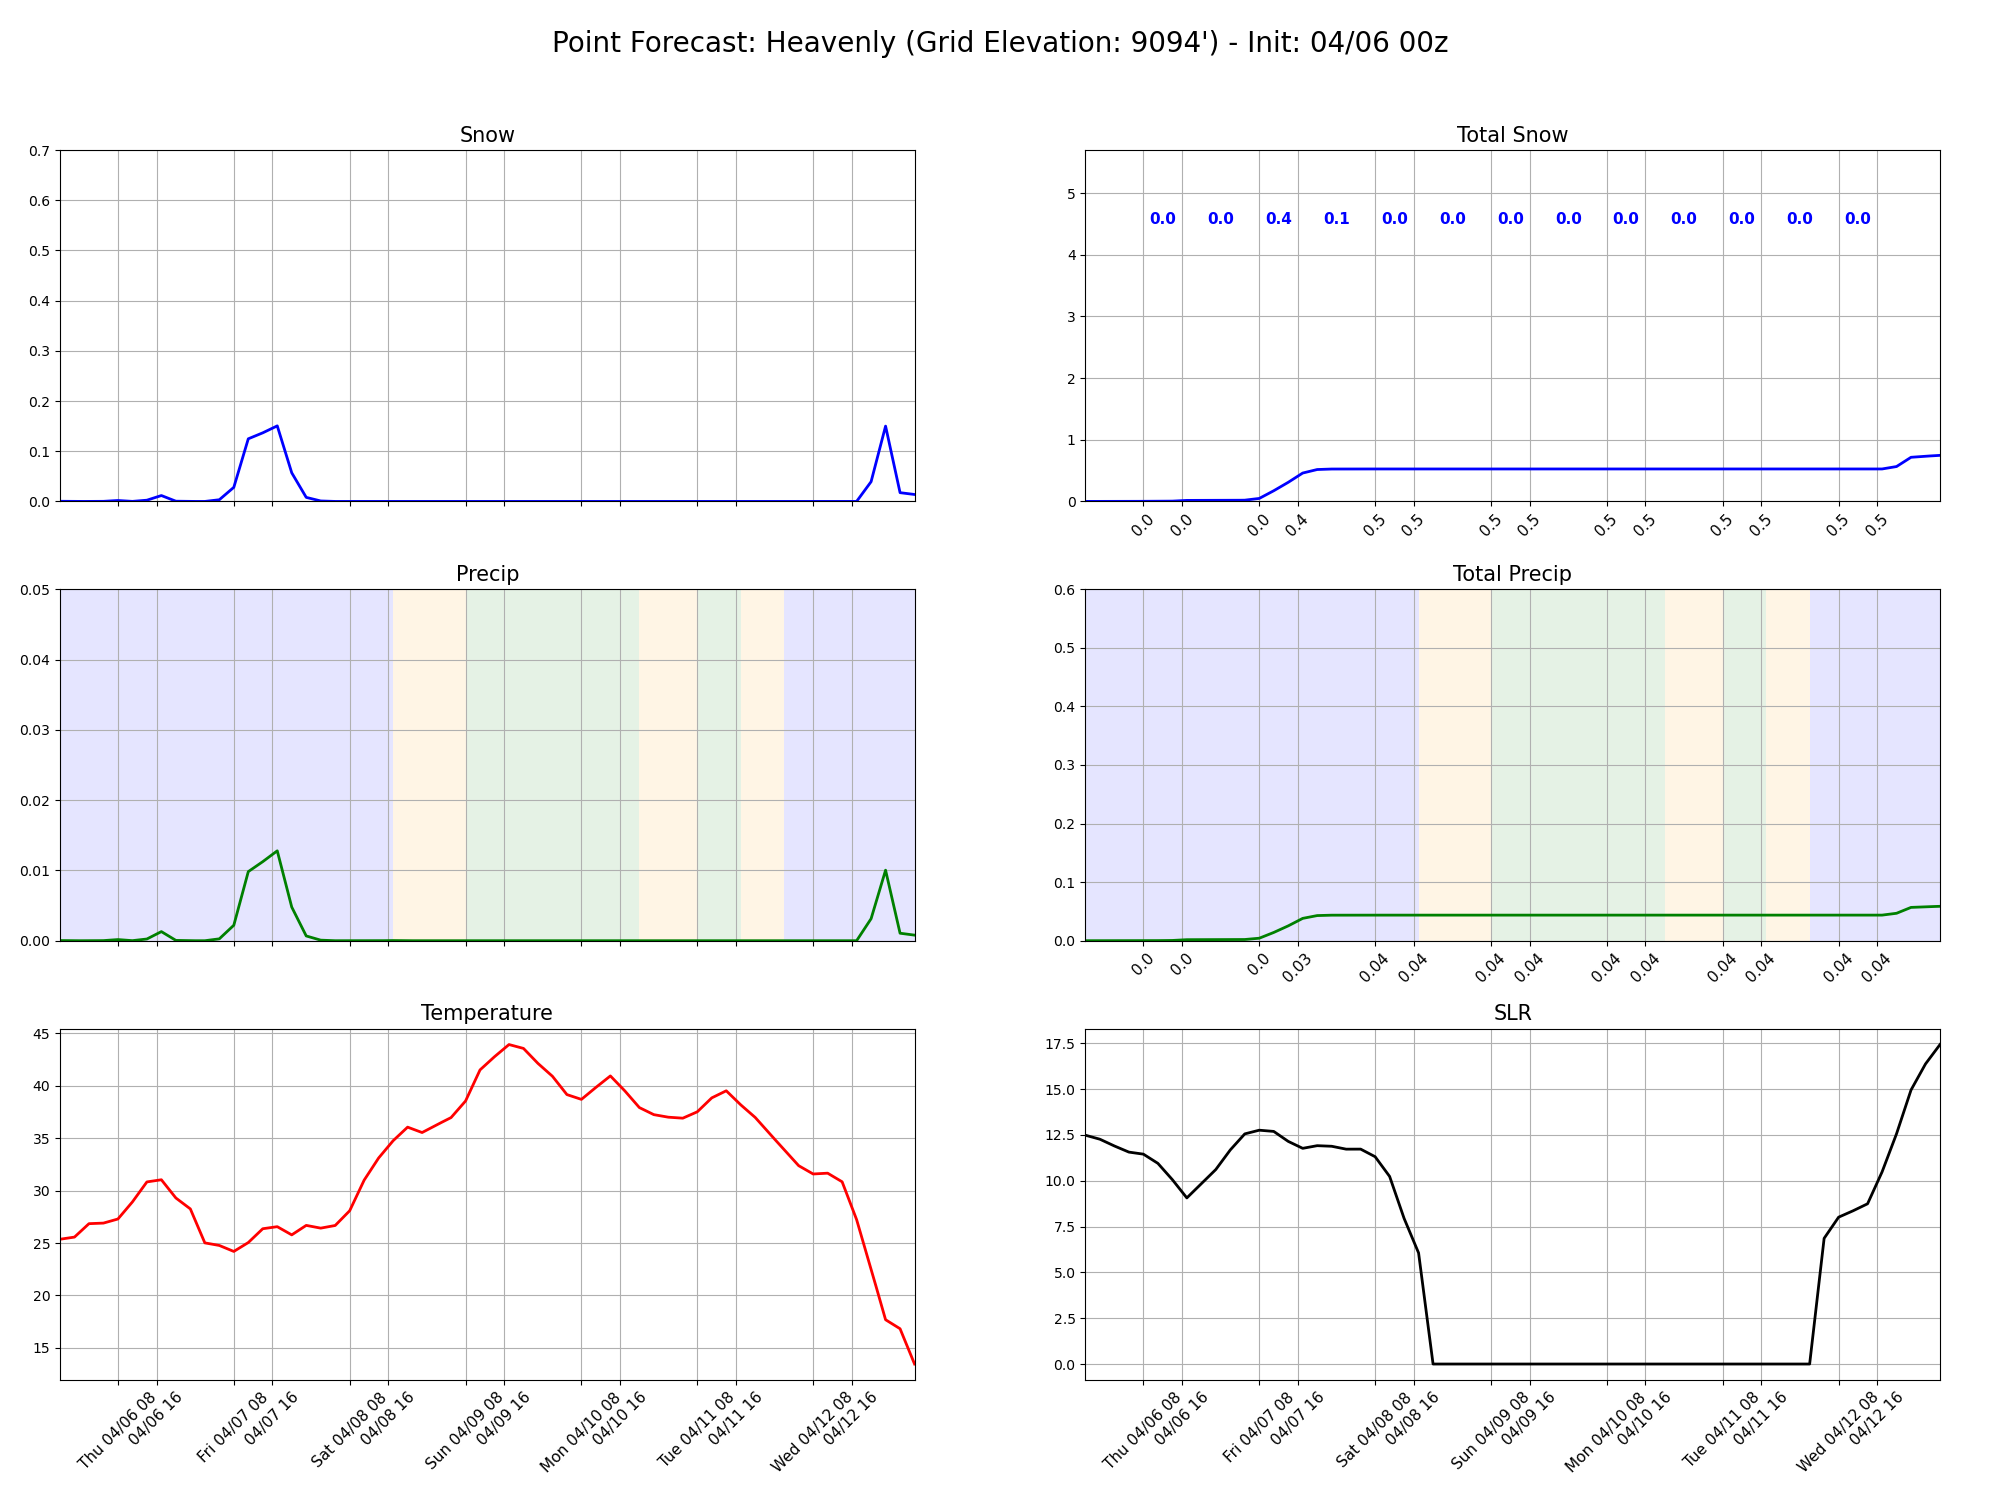 Point Forecast: Heavenly (Grid Elevation: 9094') - Init: 04/06 00z
Snow
0.7
0.6
0.5
0.4
0.3
0.2
0.1
0.0
Total Snow
5
4
3
2
1
0
0.0 0.0 0.4 0.1 0.0 0.0 0.0 0.0 0.0 0.0 0.0 0.0 0.0
0.0 0.0 0.0 0.4 0.5 0.5 0.5 0.5 0.5 0.5 0.5 0.5 0.5 0.5
Precip
0.05
0.04
0.03
0.02
0.01
0.00
Total Precip
0.6
0.5
0.4
0.3
0.2
0.1
0.0
0.0 0.0 0.0 0.03 0.04 0.04 0.04 0.04 0.04 0.04 0.04 0.04 0.04 0.04
Temperature
45
40
35
30
25
20
15
Thu 04/06 08
04/06 16
Fri 04/07 08
04/07 16
Sat 04/08 08
04/08 16
Sun 04/09 08
04/09 16
Mon 04/10 08
04/10 16
Tue 04/11 08
04/11 16
Wed 04/12 08
04/12 16
SLR
17.5
15.0
12.5
10.0
7.5
5.0
2.5
0.0
Thu 04/06 08
04/06 16
Fri 04/07 08
04/07 16
Sat 04/08 08
04/08 16
Sun 04/09 08
04/09 16
Mon 04/10 08
04/10 16
Tue 04/11 08
04/11 16
Wed 04/12 08
04/12 16